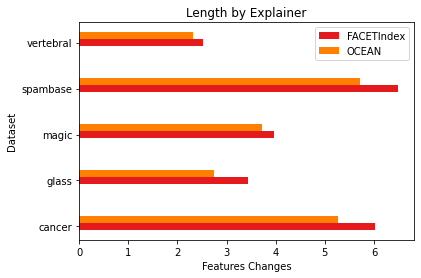 Length by Explainer
FACETIndex
OCEAN
vertebral
spambase
magic
glass
cancer
Dataset
0 1 2 3 4 5 6
Features Changes